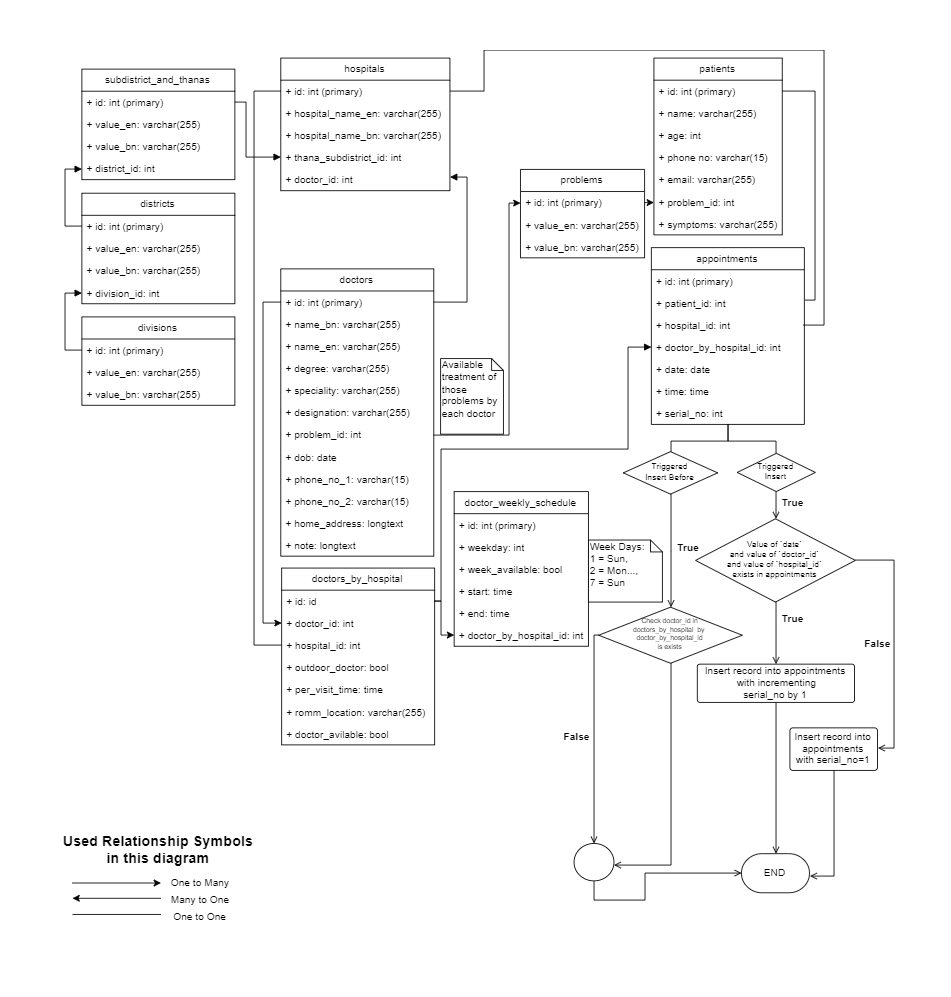 subdistrict_and_thanas
+ id: int (primary)
+ value_en: varchar(255)
+ value_bn: varchar(255)
+ district_id: int
districts
+ id: int (primary)
+ value_en: varchar(255)
+ value_bn: varchar(255)
+ division_id: int
divisions
+ id: int (primary)
+ value_en: varchar(255)
+ value_bn: varchar(255)
hospitals
+ id: int (primary)
+ hospital_name_en: varchar(255)
+ hospital_name_bn: varchar(255)
+ thana_subdistrict_id: int
+ doctor_id: int
doctors
+ id: int (primary)
+ name_bn: varchar(255)
+ name_en: varchar(255)
+ degree: varchar(255)
+ speciality: varchar(255)
+ designation: varchar(255)
+ problem_id: int
+ dob: date
+ phone_no_1: varchar(15)
+ phone_no_2: varchar(15)
+ home_address: longtext
+ note: longtext
doctors_by_hospital
+ id: id
+ doctor_id: int
+ hospital_id: int
+ outdoor_doctor: bool
+ per_visit_time: time
+ romm_location: varchar(255)
+ doctor_avilable: bool
Available
treatment of
those
problems by
each doctor
problems
+ id: int (primary)
+ value_en: varchar(255)
+ value_bn: varchar(255)
patients
+ id: int (primary)
+ name: varchar(255)
+ age: int
+ phone no: varchar(15)
+ email: varchar(255)
+ problem_id: int
+ symptoms: varchar(255)
appointments
+ id: int (primary)
+ patient_id: int
+ hospital_id: int
+ doctor_by_hospital_id: int
+ date: date
+ time: time
+ serial_no: int
doctor_weekly_schedule
+ id: int (primary)
+ weekday: int
+ week_available: bool
+ start: time
+ end: time
+ doctor_by_hospital_id: int
Week Days:
1 = Sun,
2 = Mon...,
7 = Sun
Triggered
Insert Before
Triggered
Insert
True
True
Value of `date`
and value of `doctor_id`
and value of `hospital_id`
exists in appointments
Check doctor_id in
doctors_by_hospital by
doctor_by_hospital_id
is exists
True
False
Insert record into appointments
with incrementing
serial_no by 1
False
Insert record into
appointments
with serial_no=1
END
Used Relationship Symbols
in this diagram
One to Many
Many to One
One to One